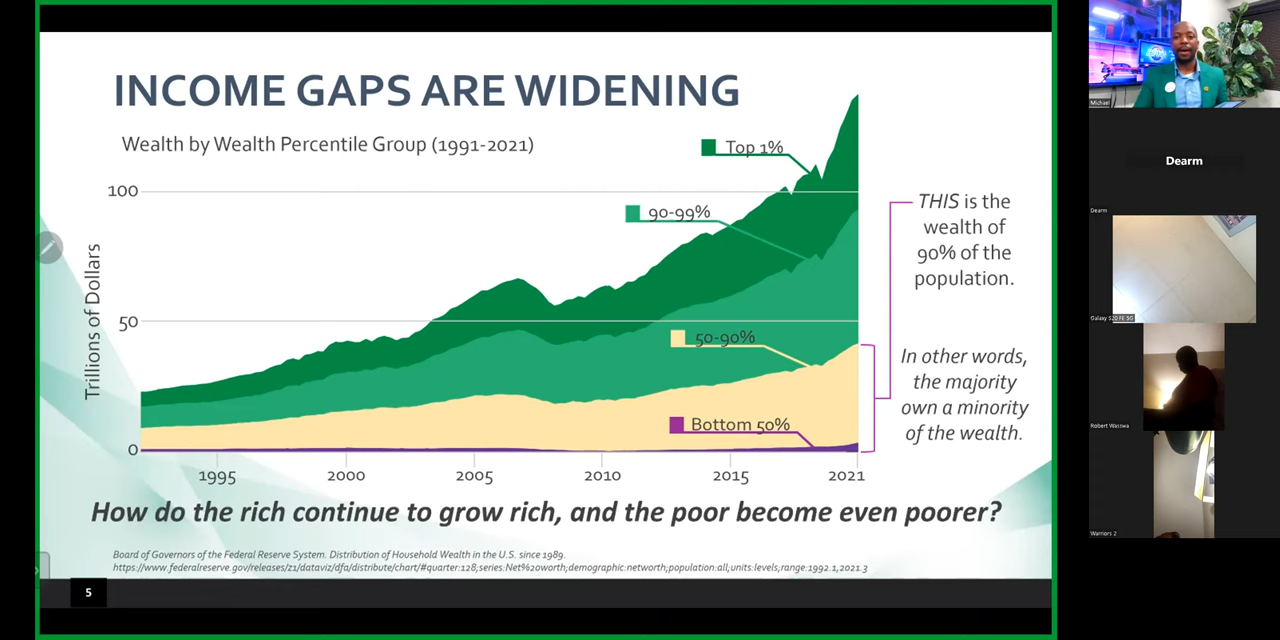 INCOME GAPS ARE WIDENING
Wealth by Wealth Percentile Group (1991-2021)
Top 1%
90-99%
50-90%
Bottom 50%
Trillions of Dollars
100
50
0
1995
2000
2005
2010
2015
2021
THIS is the
wealth of
90% of the
population.
In other words,
the majority
own a minority
of the wealth.
How do the rich continue to grow rich, and the poor become even poorer?
Board of Governors of the Federal Reserve System. Distribution of Household Wealth in the U.S. since 1989.
https://www.federalreserve.gov/releases/z1/dataviz/dfa/distribute/chart/#quarter:128;series:Net%20worth;demographic:networth;population:all;units:levels;range:1992.1,2021.3
5
Michael
Dearm
Dearm
Galaxy S20 FE 5G
Robert Wasswa
Warriors 2